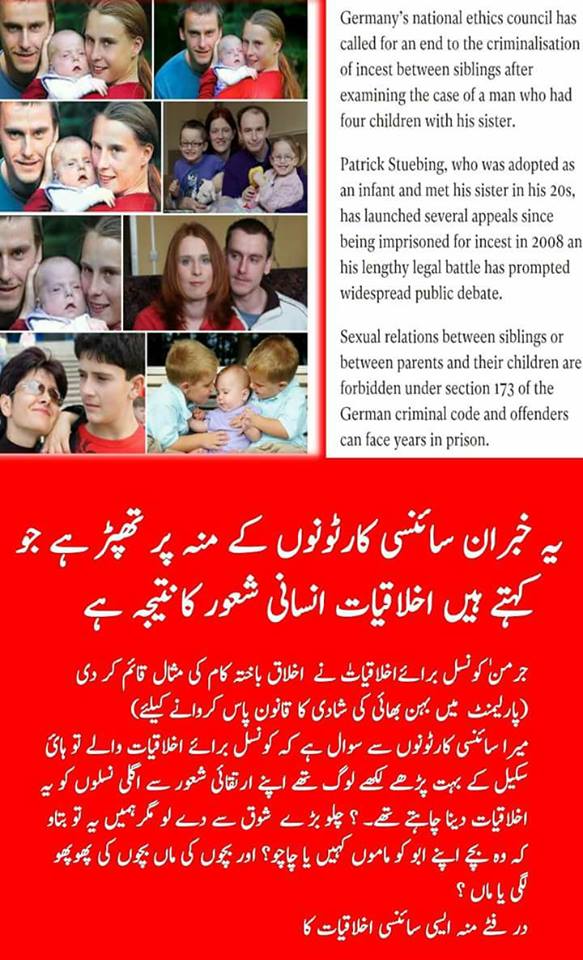 Germany's national ethics council has
called for an end to the criminalisation
of incest between siblings after
examining the case of a man who had
four children with his sister.
Patrick Stuebing, who was adopted as
an infant and met his sister in his 20s,
has launched several appeals since
being imprisoned for incest in 2008 an
his lengthy legal battle has prompted
widespread public debate.
Sexual relations between siblings or
between parents and their children are
forbidden under section 173 of the
German criminal code and offenders
can face years in prison.
یہ خبر ان سائنسی کارٹونوں کے منہ پر تھپڑ ہے جو
کہتے ہیں اخلاقیات انسانی شعور کا نتیجہ ہے
جرمن کونسل برائے اخلاقیات نے اخلاق باختہ کام کی مثال قائم کر دی
(پارلیمنٹ میں بہن بھائی کی شادی کا قانون پاس کروانے کیلئے)
میرا سائنسی کارٹونوں سے سوال ہے کہ کونسل برائے اخلاقیات والے تو ہائ
سکیل کے بہت پڑھے لکھے لوگ تھے اپنے ارتقائی شعور سے اگلی نسلوں کو یہ
اخلاقیات دینا چاہتے تھے۔ ؟ چلو بڑے شوق سے دے لو مگر ہمیں یہ تو بتاو
کہ وہ بچے اپنے ابو کو ماموں کہیں یا چاچو؟ اور بچوں کی ماں بچوں کی پھوپھو
لگی یا ماں ؟
در فٹے منہ ایسی سائنسی اخلاقیات کا